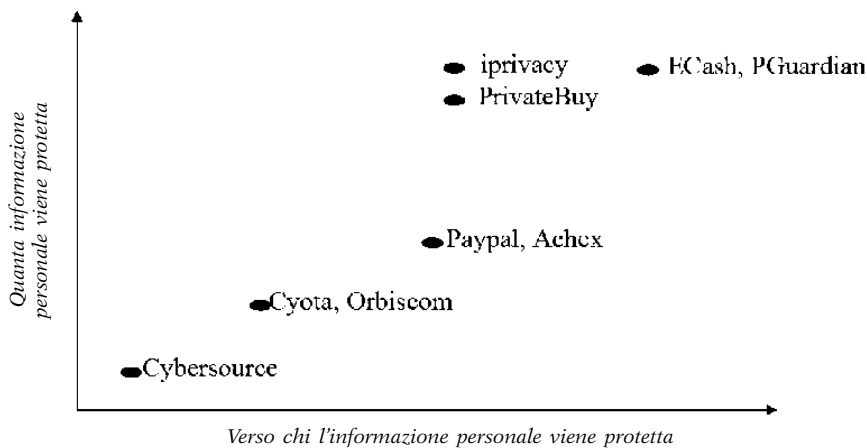 iprivacy
ECash, PGuardian
PrivateBuy
Paypal, Achex
Cyota, Orbiscom
Cybersource
Quanta informazione
personale viene protetta
Verso chi l'informazione personale viene protetta